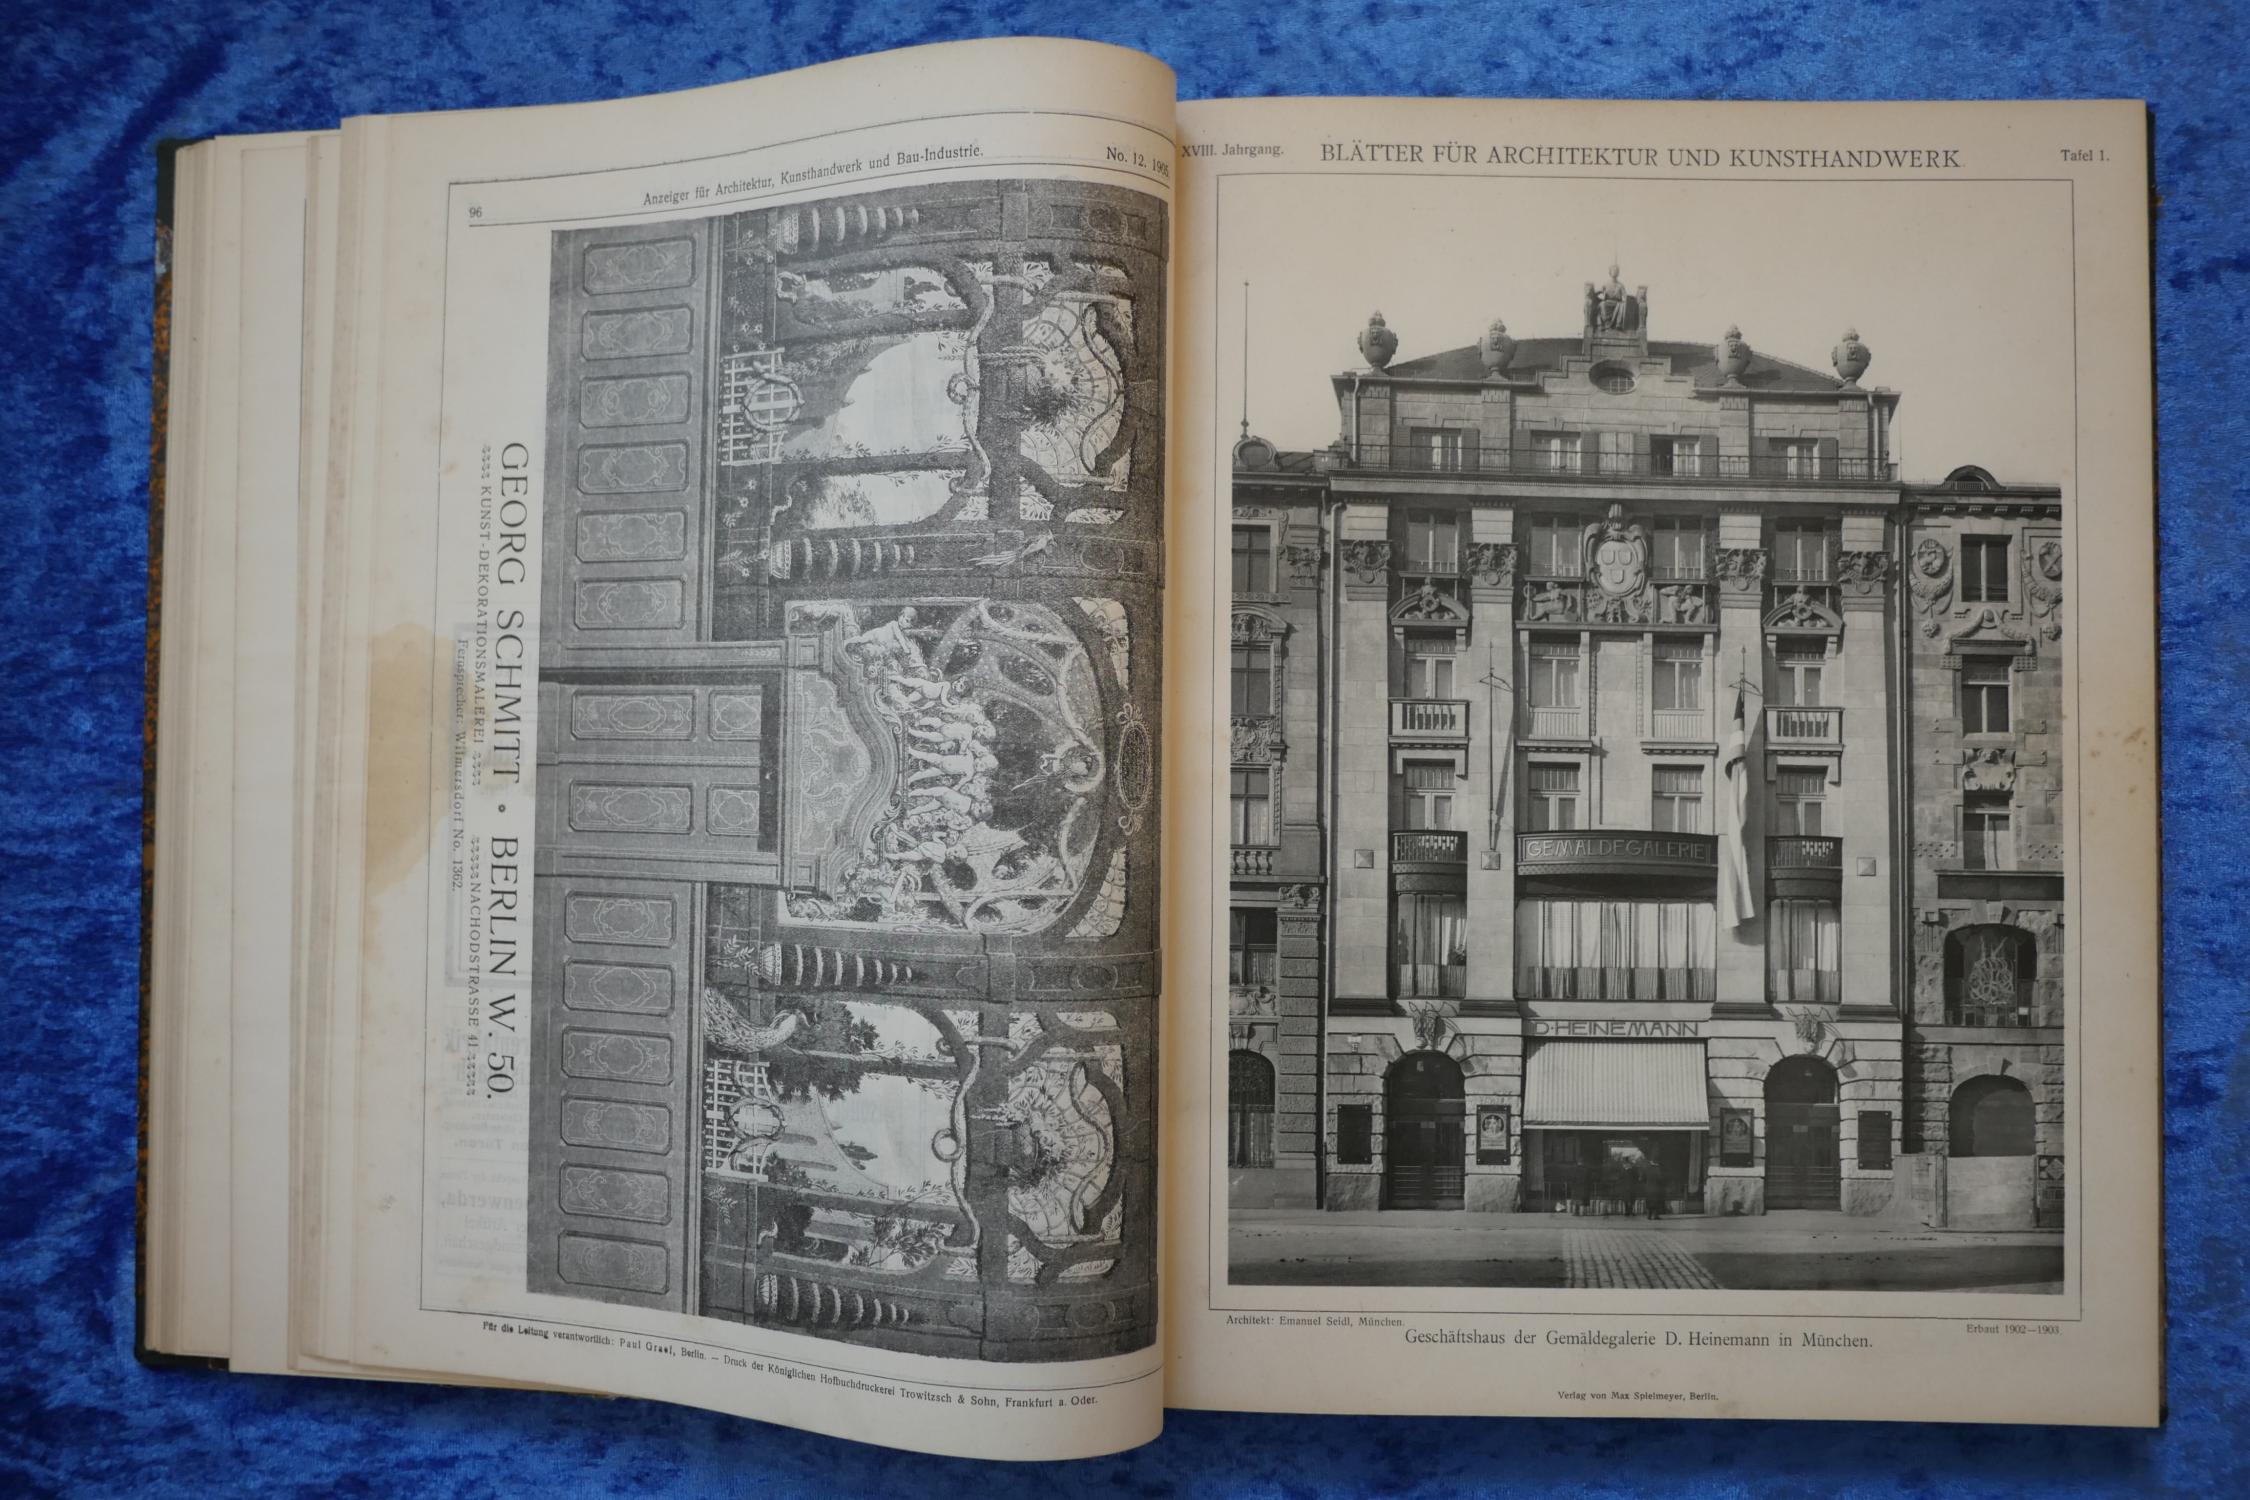 96
Anzeiger für Architektur, Kunsthandwerk und Bau-Industrie.
No. 12. 1905.
GEORG SCHMITT • BERLIN W. 50.
KUNST-DEKORATIONSMALEREI
NACHODSTRASSE 41
Fernsprecher: Wilmersdorf No. 1362.
Für die Leitung verantwortlich: Paul Graef, Berlin. — Druck der Königlichen Hofbuchdruckerei Trowitzsch & Sohn, Frankfurt a. Oder.
XVIII. Jahrgang.
BLÄTTER FÜR ARCHITEKTUR UND KUNSTHANDWERK
Tafel 1.
GEMÄLDEGALERIE
D·HEINEMANN
Architekt: Emanuel Seidl, München.
Erbaut 1902—1903.
Geschäftshaus der Gemäldegalerie D. Heinemann in München.
Verlag von Max Spielmeyer, Berlin.